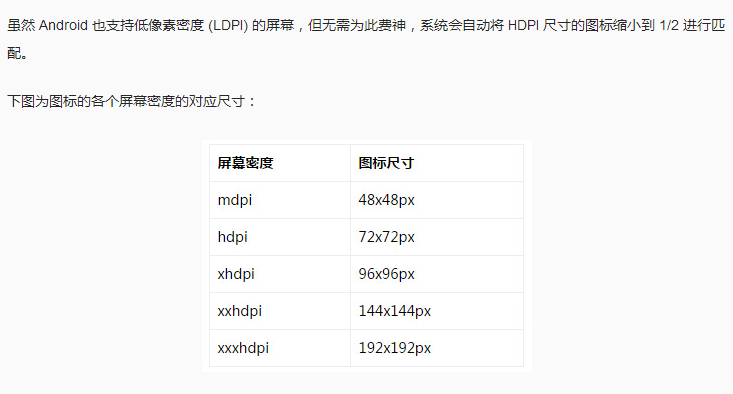 虽然 Android 也支持低像素密度 (LDPI) 的屏幕，但无需为此费神，系统会自动将 HDPI 尺寸的图标缩小到 1/2 进行匹
配。
下图为图标的各个屏幕密度的对应尺寸：
屏幕密度 图标尺寸
mdpi 48x48px
hdpi 72x72px
xhdpi 96x96px
xxhdpi 144x144px
xxxhdpi 192x192px